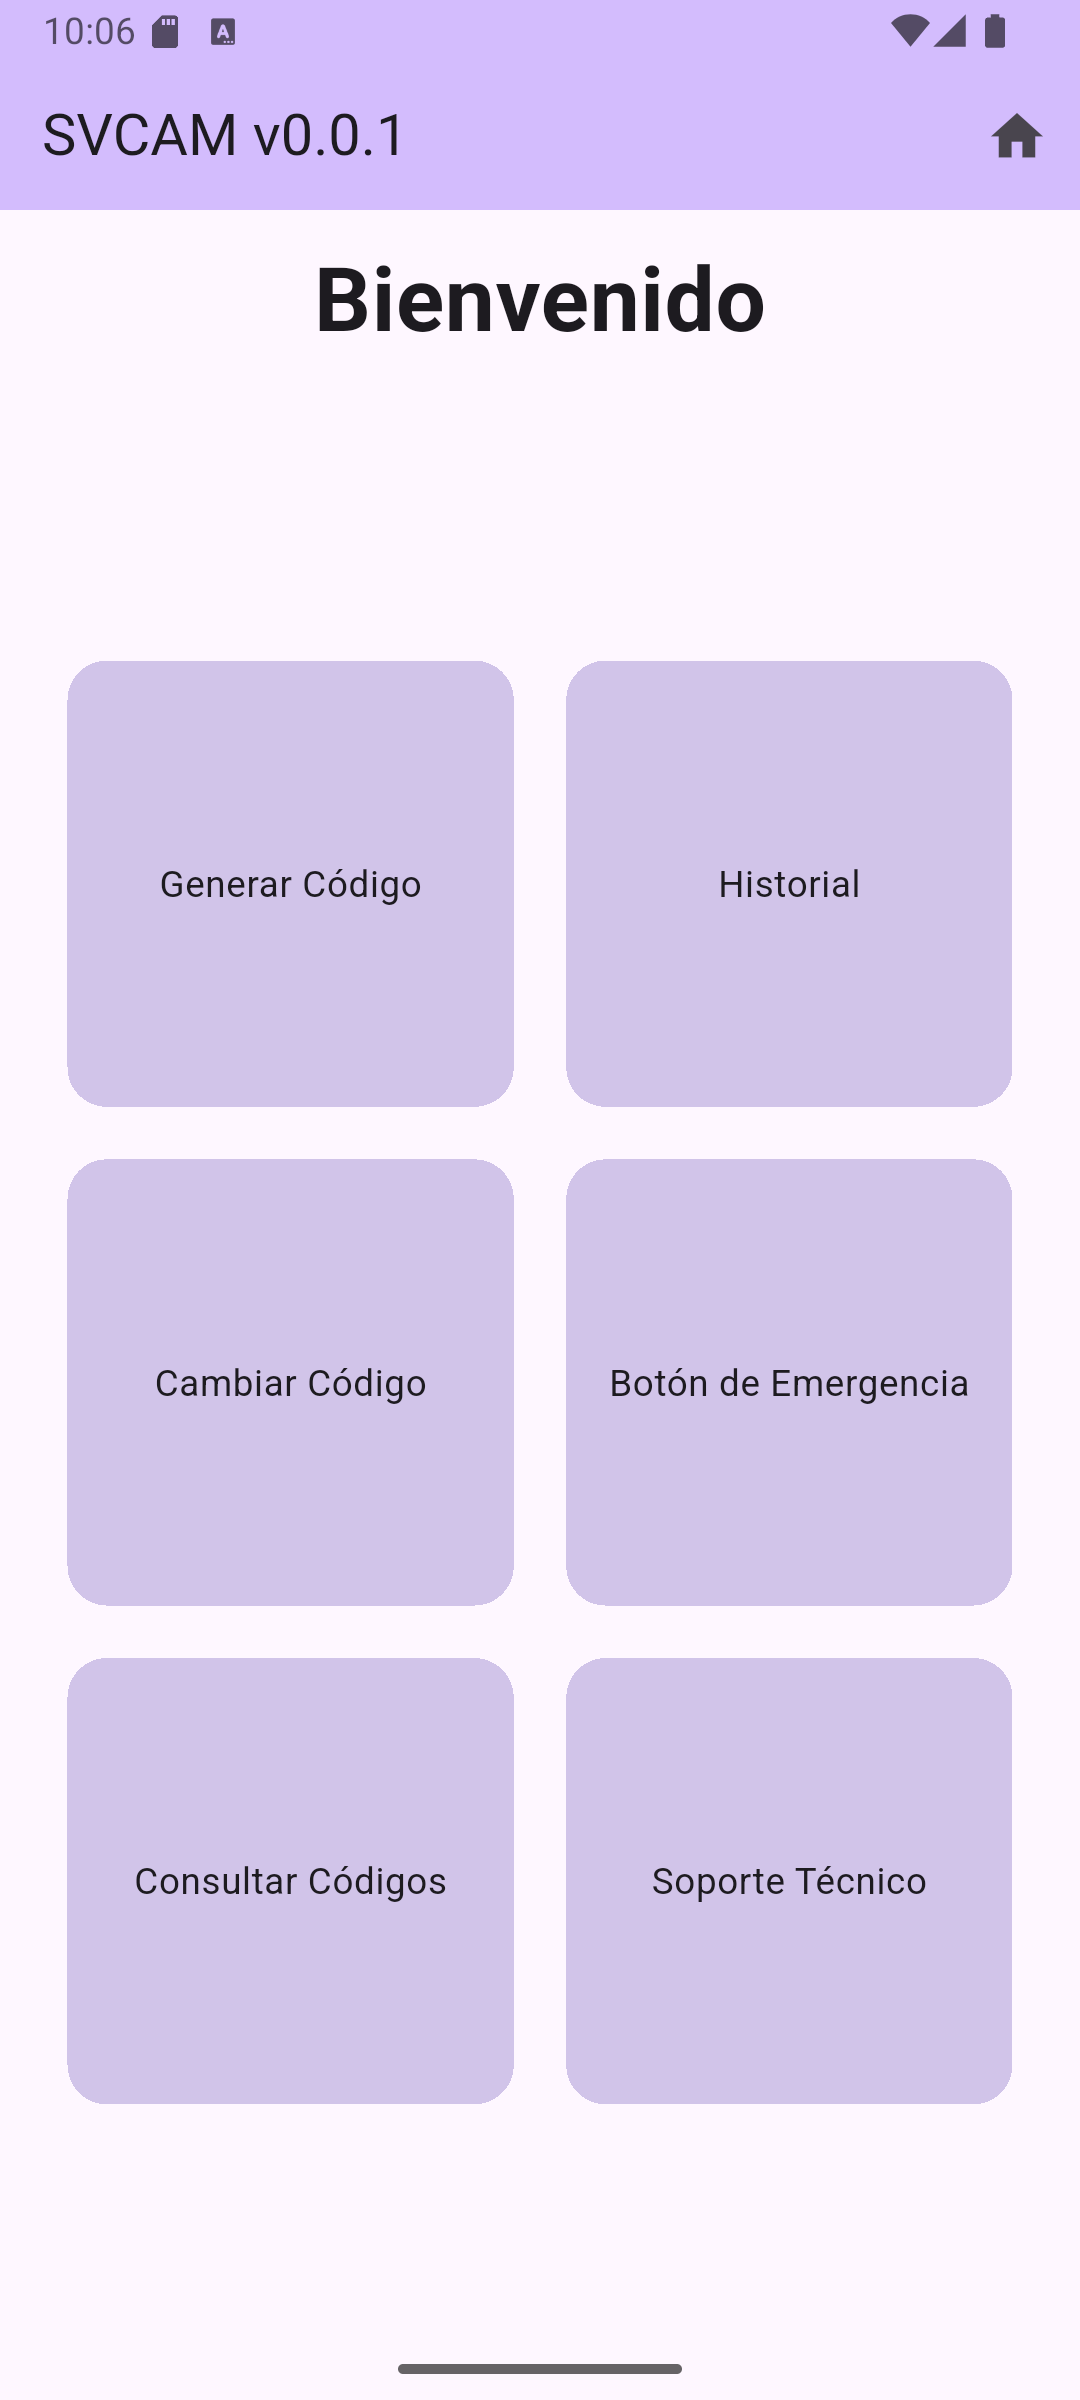 10:06
SVCAM v0.0.1
Bienvenido
Generar Código
Historial
Cambiar Código
Botón de Emergencia
Consultar Códigos
Soporte Técnico